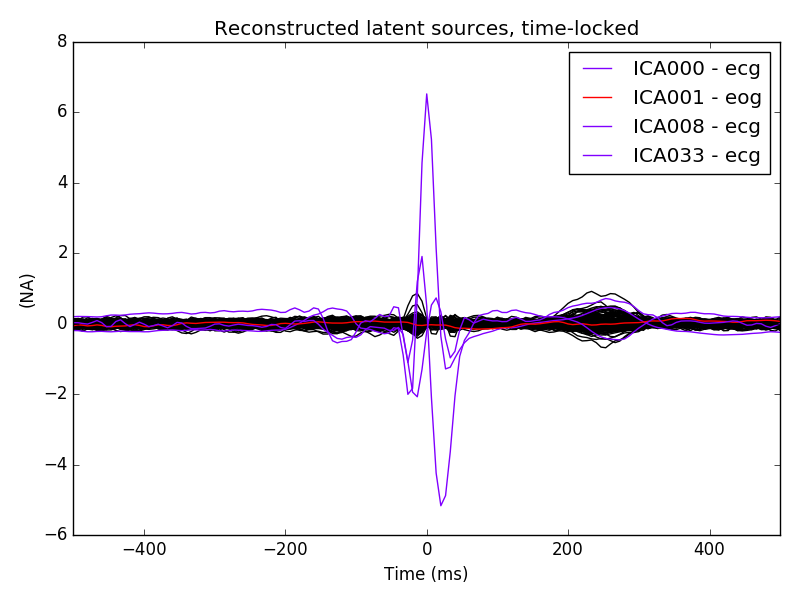 Reconstructed latent sources, time-locked
8
6
4
2
0
−2
−4
−6
(NA)
ICA000 - ecg
ICA001 - eog
ICA008 - ecg
ICA033 - ecg
−400
−200
0
200
400
Time (ms)